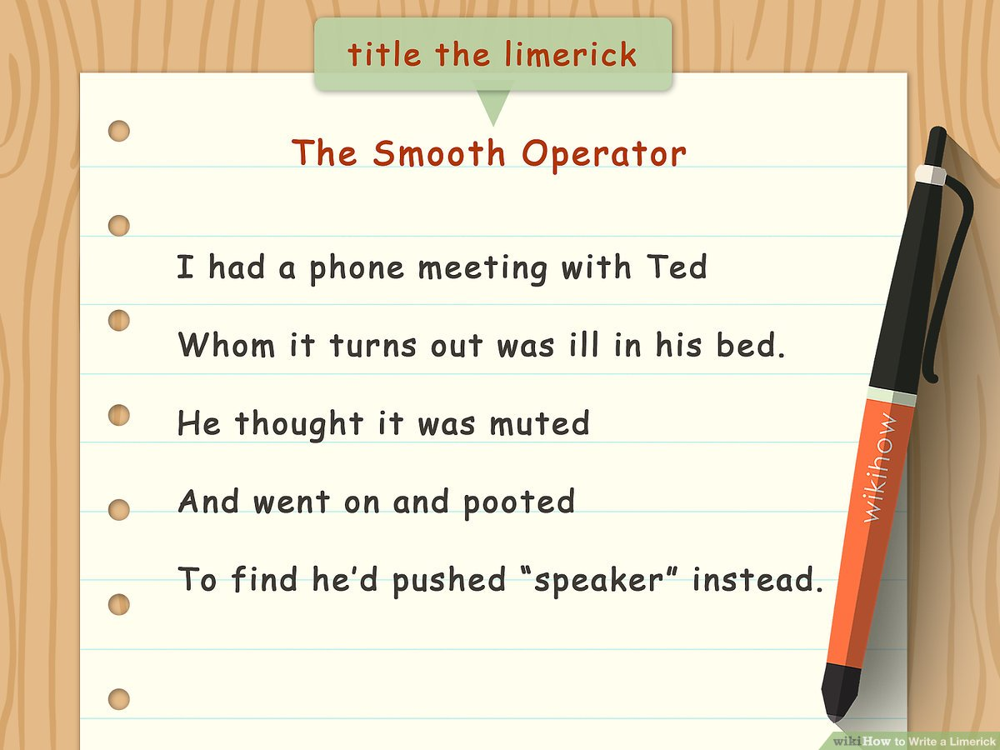 title the limerick
The Smooth Operator
I had a phone meeting with Ted
Whom it turns out was ill in his bed.
He thought it was muted
And went on and pooted
To find he’d pushed “speaker” instead.
wikihow
wikiHow to Write a Limerick